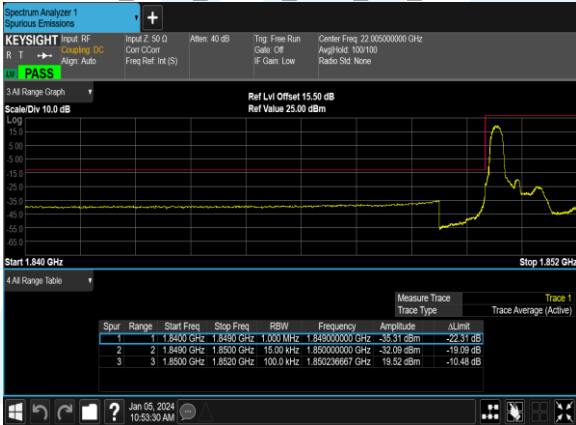 Spectrum Analyzer 1
Spurious Emissions
KEYSIGHT Input: RF
R T Coupling: DC
Align: Auto
Input Z: 50 Ω
Corr CCorr
Freq Ref: Int (S)
Atten: 40 dB
Trig: Free Run
Gate: Off
IF Gain: Low
Center Freq: 22.005000000 GHz
Avg|Hold: 100/100
Radio Std: None
PASS
3 All Range Graph
Scale/Div 10.0 dB
Ref Lvl Offset 15.50 dB
Ref Value 25.00 dBm
Log
15.0
5.00
-5.00
-15.0
-25.0
-35.0
-45.0
-55.0
-65.0
Start 1.840 GHz
Stop 1.852 GHz
4 All Range Table
Measure Trace Trace 1
Trace Type Trace Average (Active)
Spur Range Start Freq Stop Freq RBW Frequency Amplitude ΔLimit
1 1 1.8400 GHz 1.8490 GHz 1.000 MHz 1.849000000 GHz -35.31 dBm -22.31 dB
2 2 1.8490 GHz 1.8500 GHz 15.00 kHz 1.850000000 GHz -32.09 dBm -19.09 dB
3 3 1.8500 GHz 1.8520 GHz 100.0 kHz 1.850236667 GHz 19.52 dBm -10.48 dB
Jan 05, 2024
10:53:30 AM